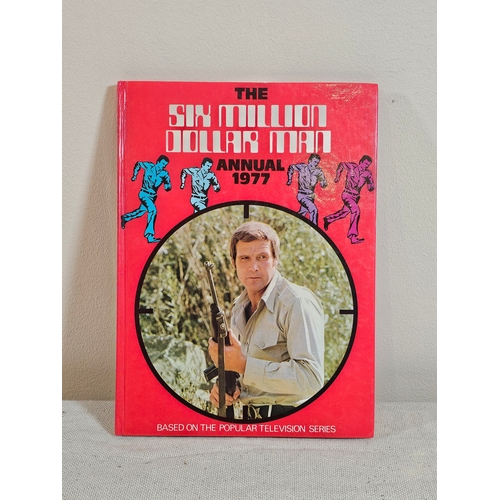 THE
SIX MILLION
DOLLAR MAN
ANNUAL
1977
BASED ON THE POPULAR TELEVISION SERIES